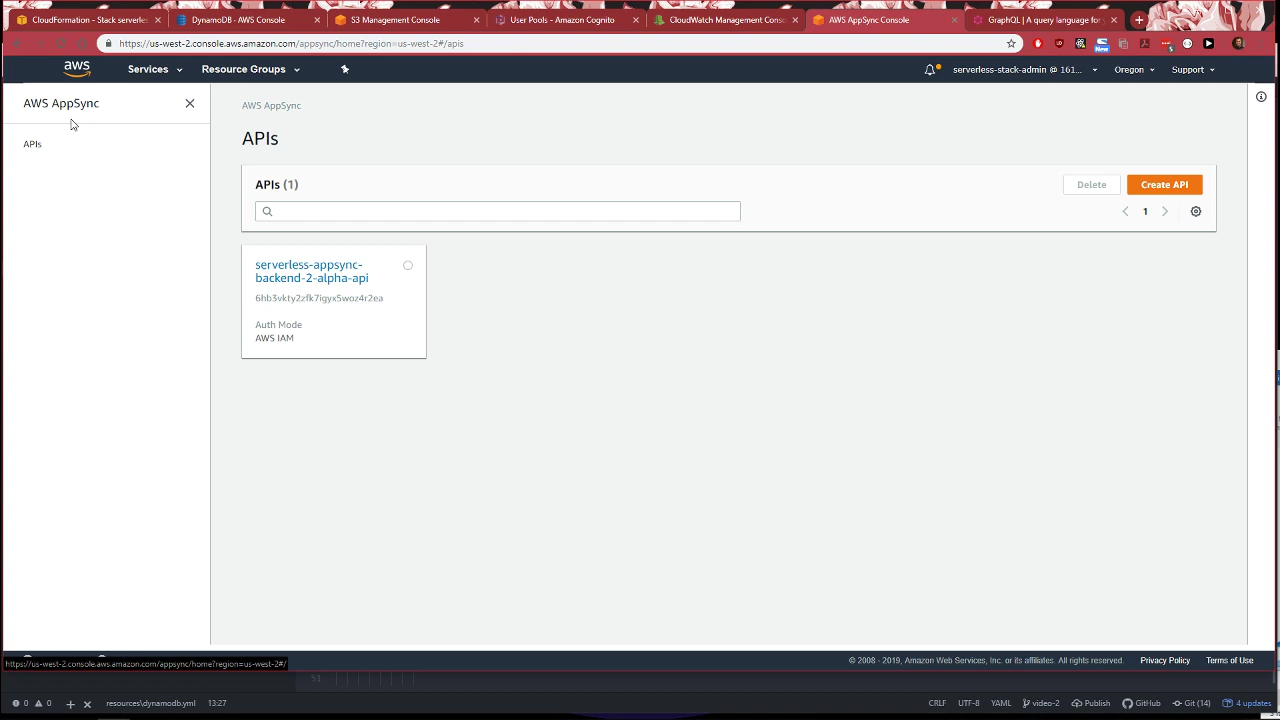 CloudFormation - Stack serverles
DynamoDB - AWS Console
S3 Management Console
User Pools - Amazon Cognito
CloudWatch Management Conso
AWS AppSync Console
GraphQL | A query language for
https://us-west-2.console.aws.amazon.com/appsync/home?region=us-west-2#/apis
New
aws
Services
Resource Groups
serverless-stack-admin @ 161...
Oregon
Support
AWS AppSync
APIs
AWS AppSync
APIs
APIs (1)
Delete
Create API
1
serverless-appsync-
backend-2-alpha-api
6hb3vkty2zfk7igyx5woz4r2ea
Auth Mode
AWS IAM
https://us-west-2.console.aws.amazon.com/appsync/home?region=us-west-2#/
© 2008 - 2019, Amazon Web Services, Inc. or its affiliates. All rights reserved.
Privacy Policy
Terms of Use
51
0
0
resources\dynamodb.yml
13:27
CRLF
UTF-8
YAML
video-2
Publish
GitHub
Git (14)
4 updates